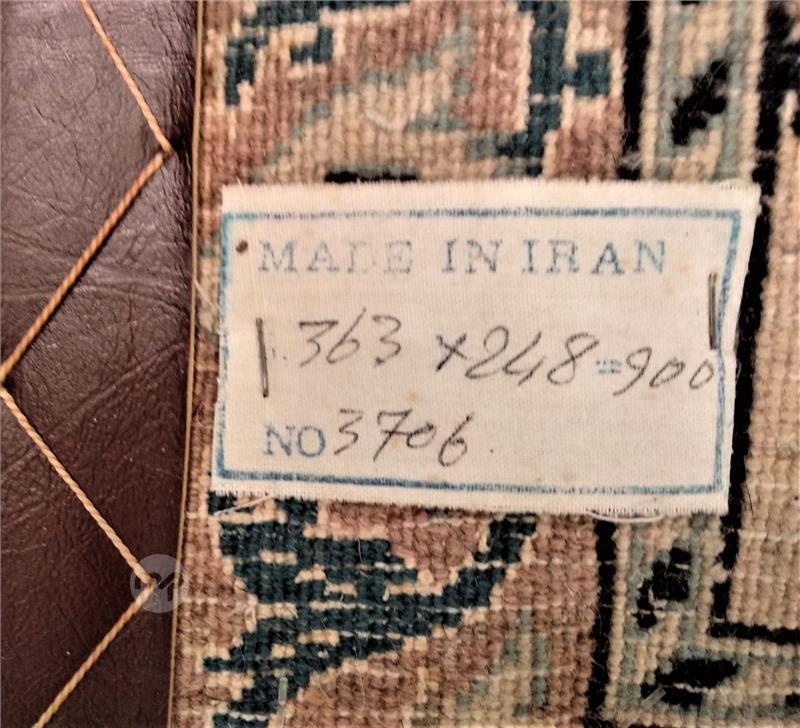 MADE IN IRAN
363 x 248 = 900
NO 3706